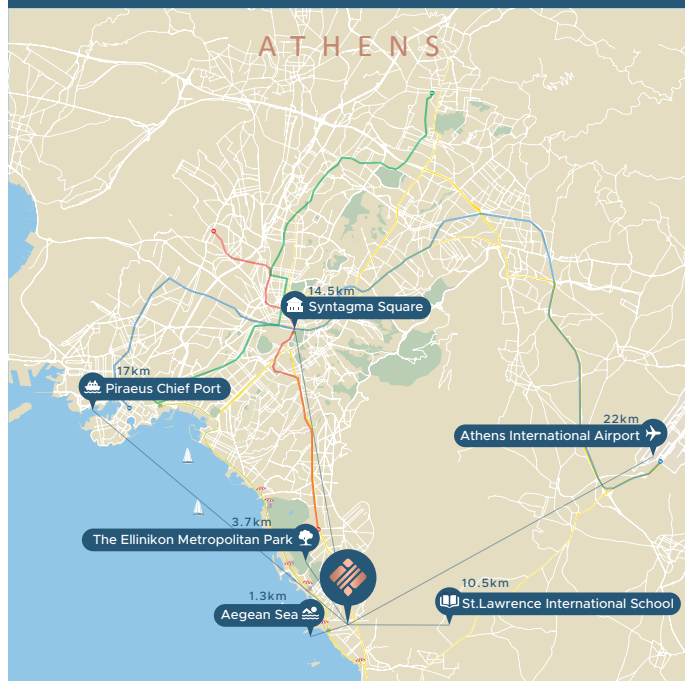 ATHENS
14.5km
Syntagma Square
17km
Piraeus Chief Port
22km
Athens International Airport
3.7km
The Ellinikon Metropolitan Park
1.3km
Aegean Sea
10.5km
St.Lawrence International School